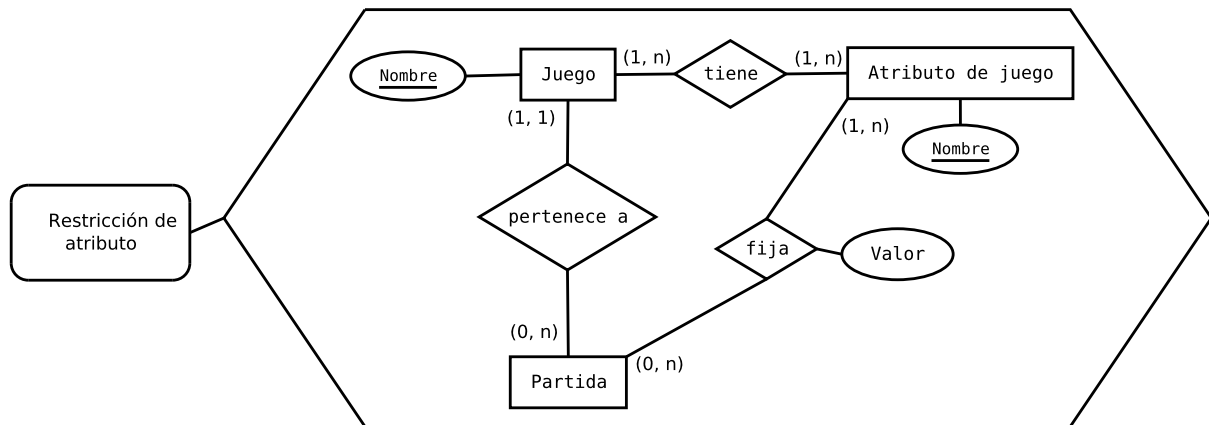 Nombre
Juego
(1, n)
tiene
(1, n)
Atributo de juego
(1, 1)
(1, n)
Nombre
Restricción de
atributo
pertenece a
fija
Valor
(0, n)
(0, n)
Partida